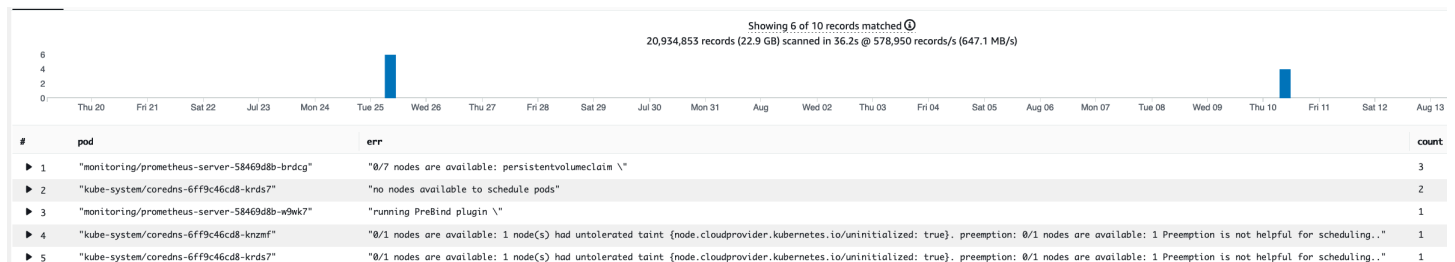 Showing 6 of 10 records matched
20,934,853 records (22.9 GB) scanned in 36.2s @ 578,950 records/s (647.1 MB/s)
6
4
2
0
Thu 20 Fri 21 Sat 22 Jul 23 Mon 24 Tue 25 Wed 26 Thu 27 Fri 28 Sat 29 Jul 30 Mon 31 Aug Wed 02 Thu 03 Fri 04 Sat 05 Aug 06 Mon 07 Tue 08 Wed 09 Thu 10 Fri 11 Sat 12 Aug 13
# pod err count
1 "monitoring/prometheus-server-58469d8b-brdcg" "0/7 nodes are available: persistentvolumeclaim \" 3
2 "kube-system/coredns-6ff9c46cd8-krds7" "no nodes available to schedule pods" 2
3 "monitoring/prometheus-server-58469d8b-w9wk7" "running PreBind plugin \" 1
4 "kube-system/coredns-6ff9c46cd8-knzmf" "0/1 nodes are available: 1 node(s) had untolerated taint {node.cloudprovider.kubernetes.io/uninitialized: true}. preemption: 0/1 nodes are available: 1 Preemption is not helpful for scheduling.." 1
5 "kube-system/coredns-6ff9c46cd8-krds7" "0/1 nodes are available: 1 node(s) had untolerated taint {node.cloudprovider.kubernetes.io/uninitialized: true}. preemption: 0/1 nodes are available: 1 Preemption is not helpful for scheduling.." 1